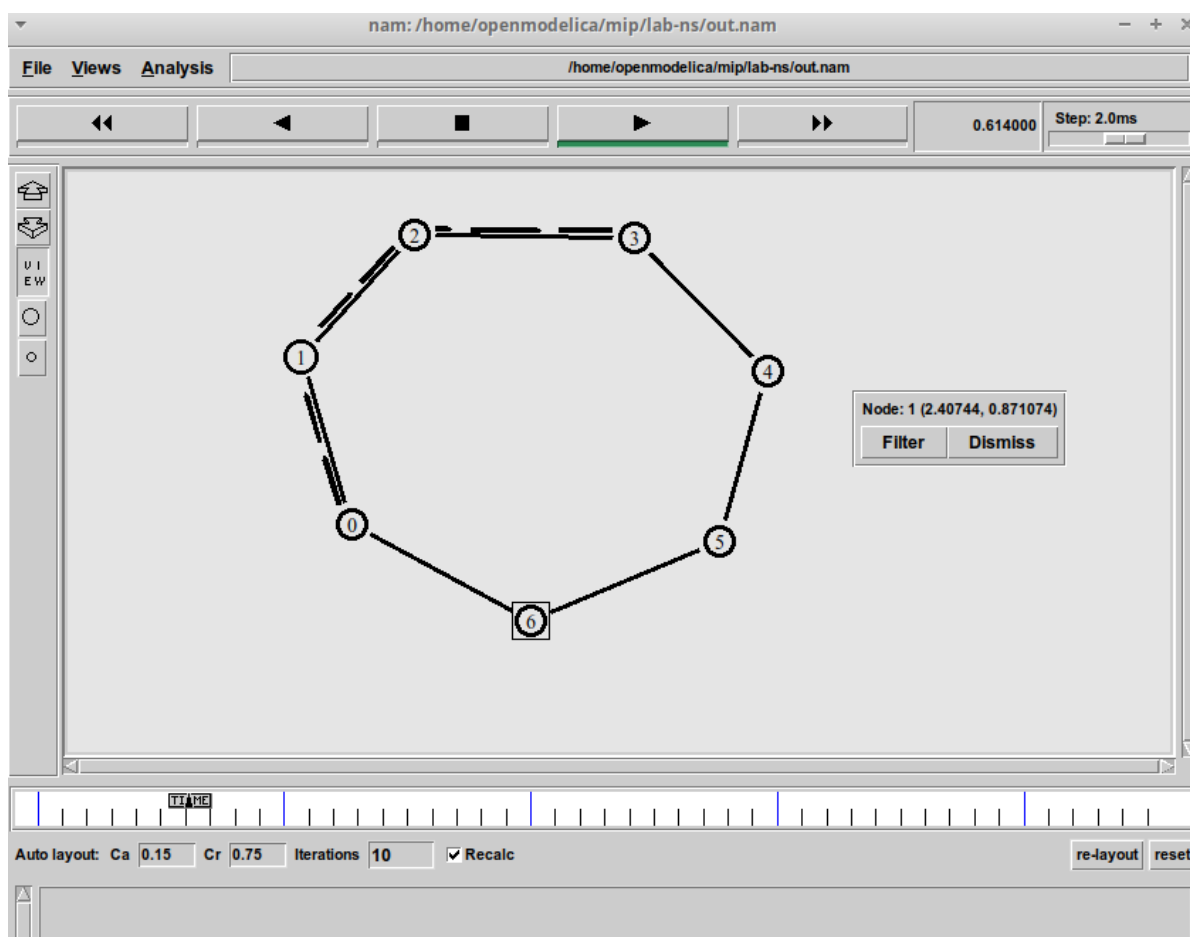 nam: /home/openmodelica/mip/lab-ns/out.nam
File Views Analysis /home/openmodelica/mip/lab-ns/out.nam
0.614000 Step: 2.0ms
VI
EW
2
3
1
4
Node: 1 (2.40744, 0.871074)
Filter Dismiss
0
5
6
TIME
Auto layout: Ca 0.15 Cr 0.75 Iterations 10 Recalc re-layout reset